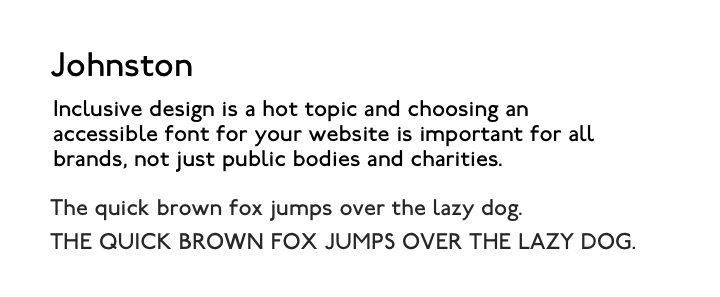 Johnston
Inclusive design is a hot topic and choosing an
accessible font for your website is important for all
brands, not just public bodies and charities.
The quick brown fox jumps over the lazy dog.
THE QUICK BROWN FOX JUMPS OVER THE LAZY DOG.